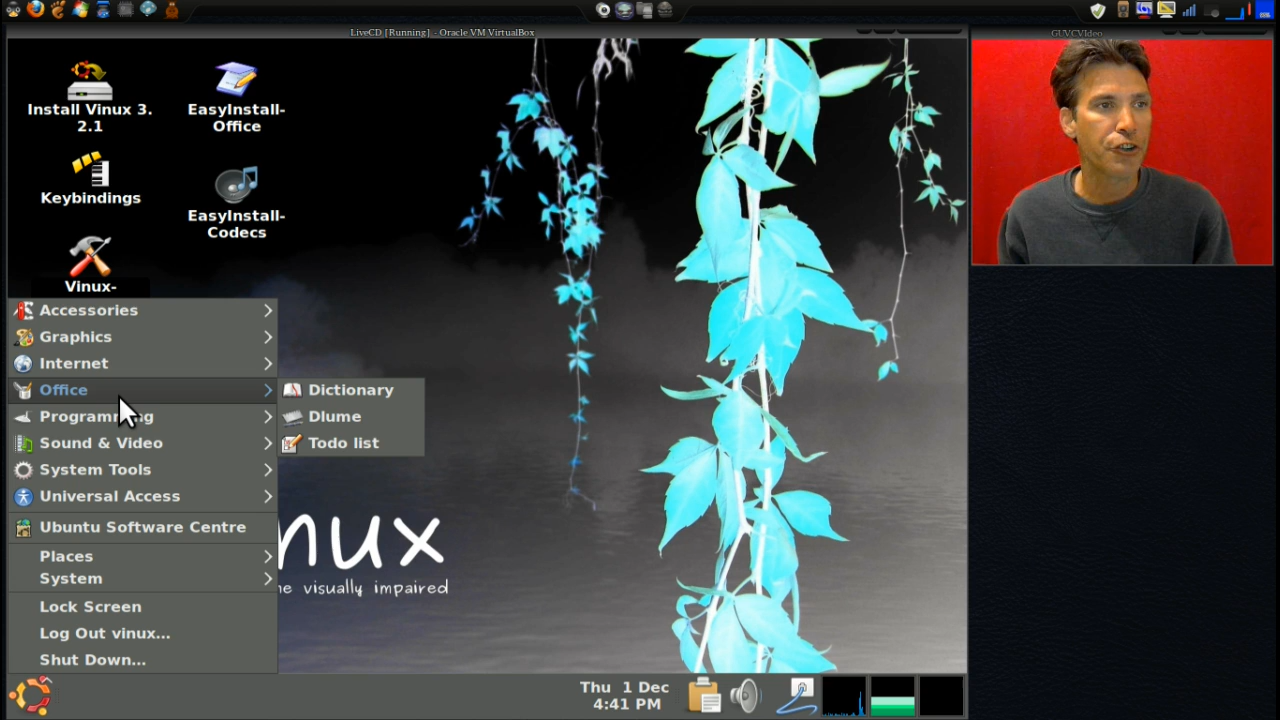 LiveCD [Running] - Oracle VM VirtualBox
GUVCVideo
Install Vinux 3.
2.1
EasyInstall-
Office
Keybindings
EasyInstall-
Codecs
Vinux-
Accessories
Graphics
Internet
Office
Programming
Sound & Video
System Tools
Universal Access
Ubuntu Software Centre
Places
System
Lock Screen
Log Out vinux...
Shut Down...
Dictionary
Dlume
Todo list
nux
he visually impaired
Thu 1 Dec
4:41 PM